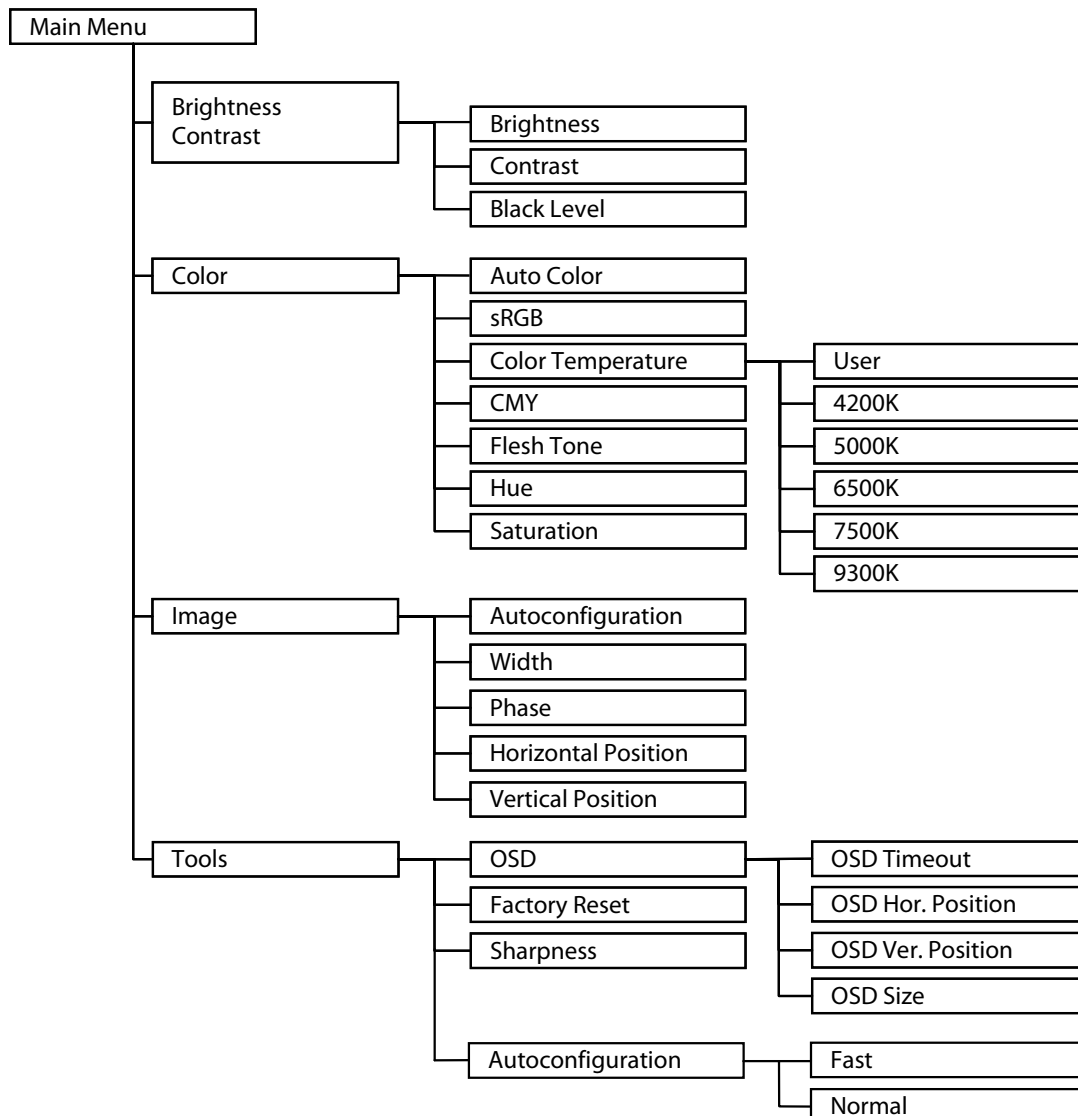 Main Menu
Brightness
Contrast
Brightness
Contrast
Black Level
Color
Auto Color
sRGB
Color Temperature
User
4200K
5000K
6500K
7500K
9300K
CMY
Flesh Tone
Hue
Saturation
Image
Autoconfiguration
Width
Phase
Horizontal Position
Vertical Position
Tools
OSD
OSD Timeout
OSD Hor. Position
OSD Ver. Position
OSD Size
Factory Reset
Sharpness
Autoconfiguration
Fast
Normal